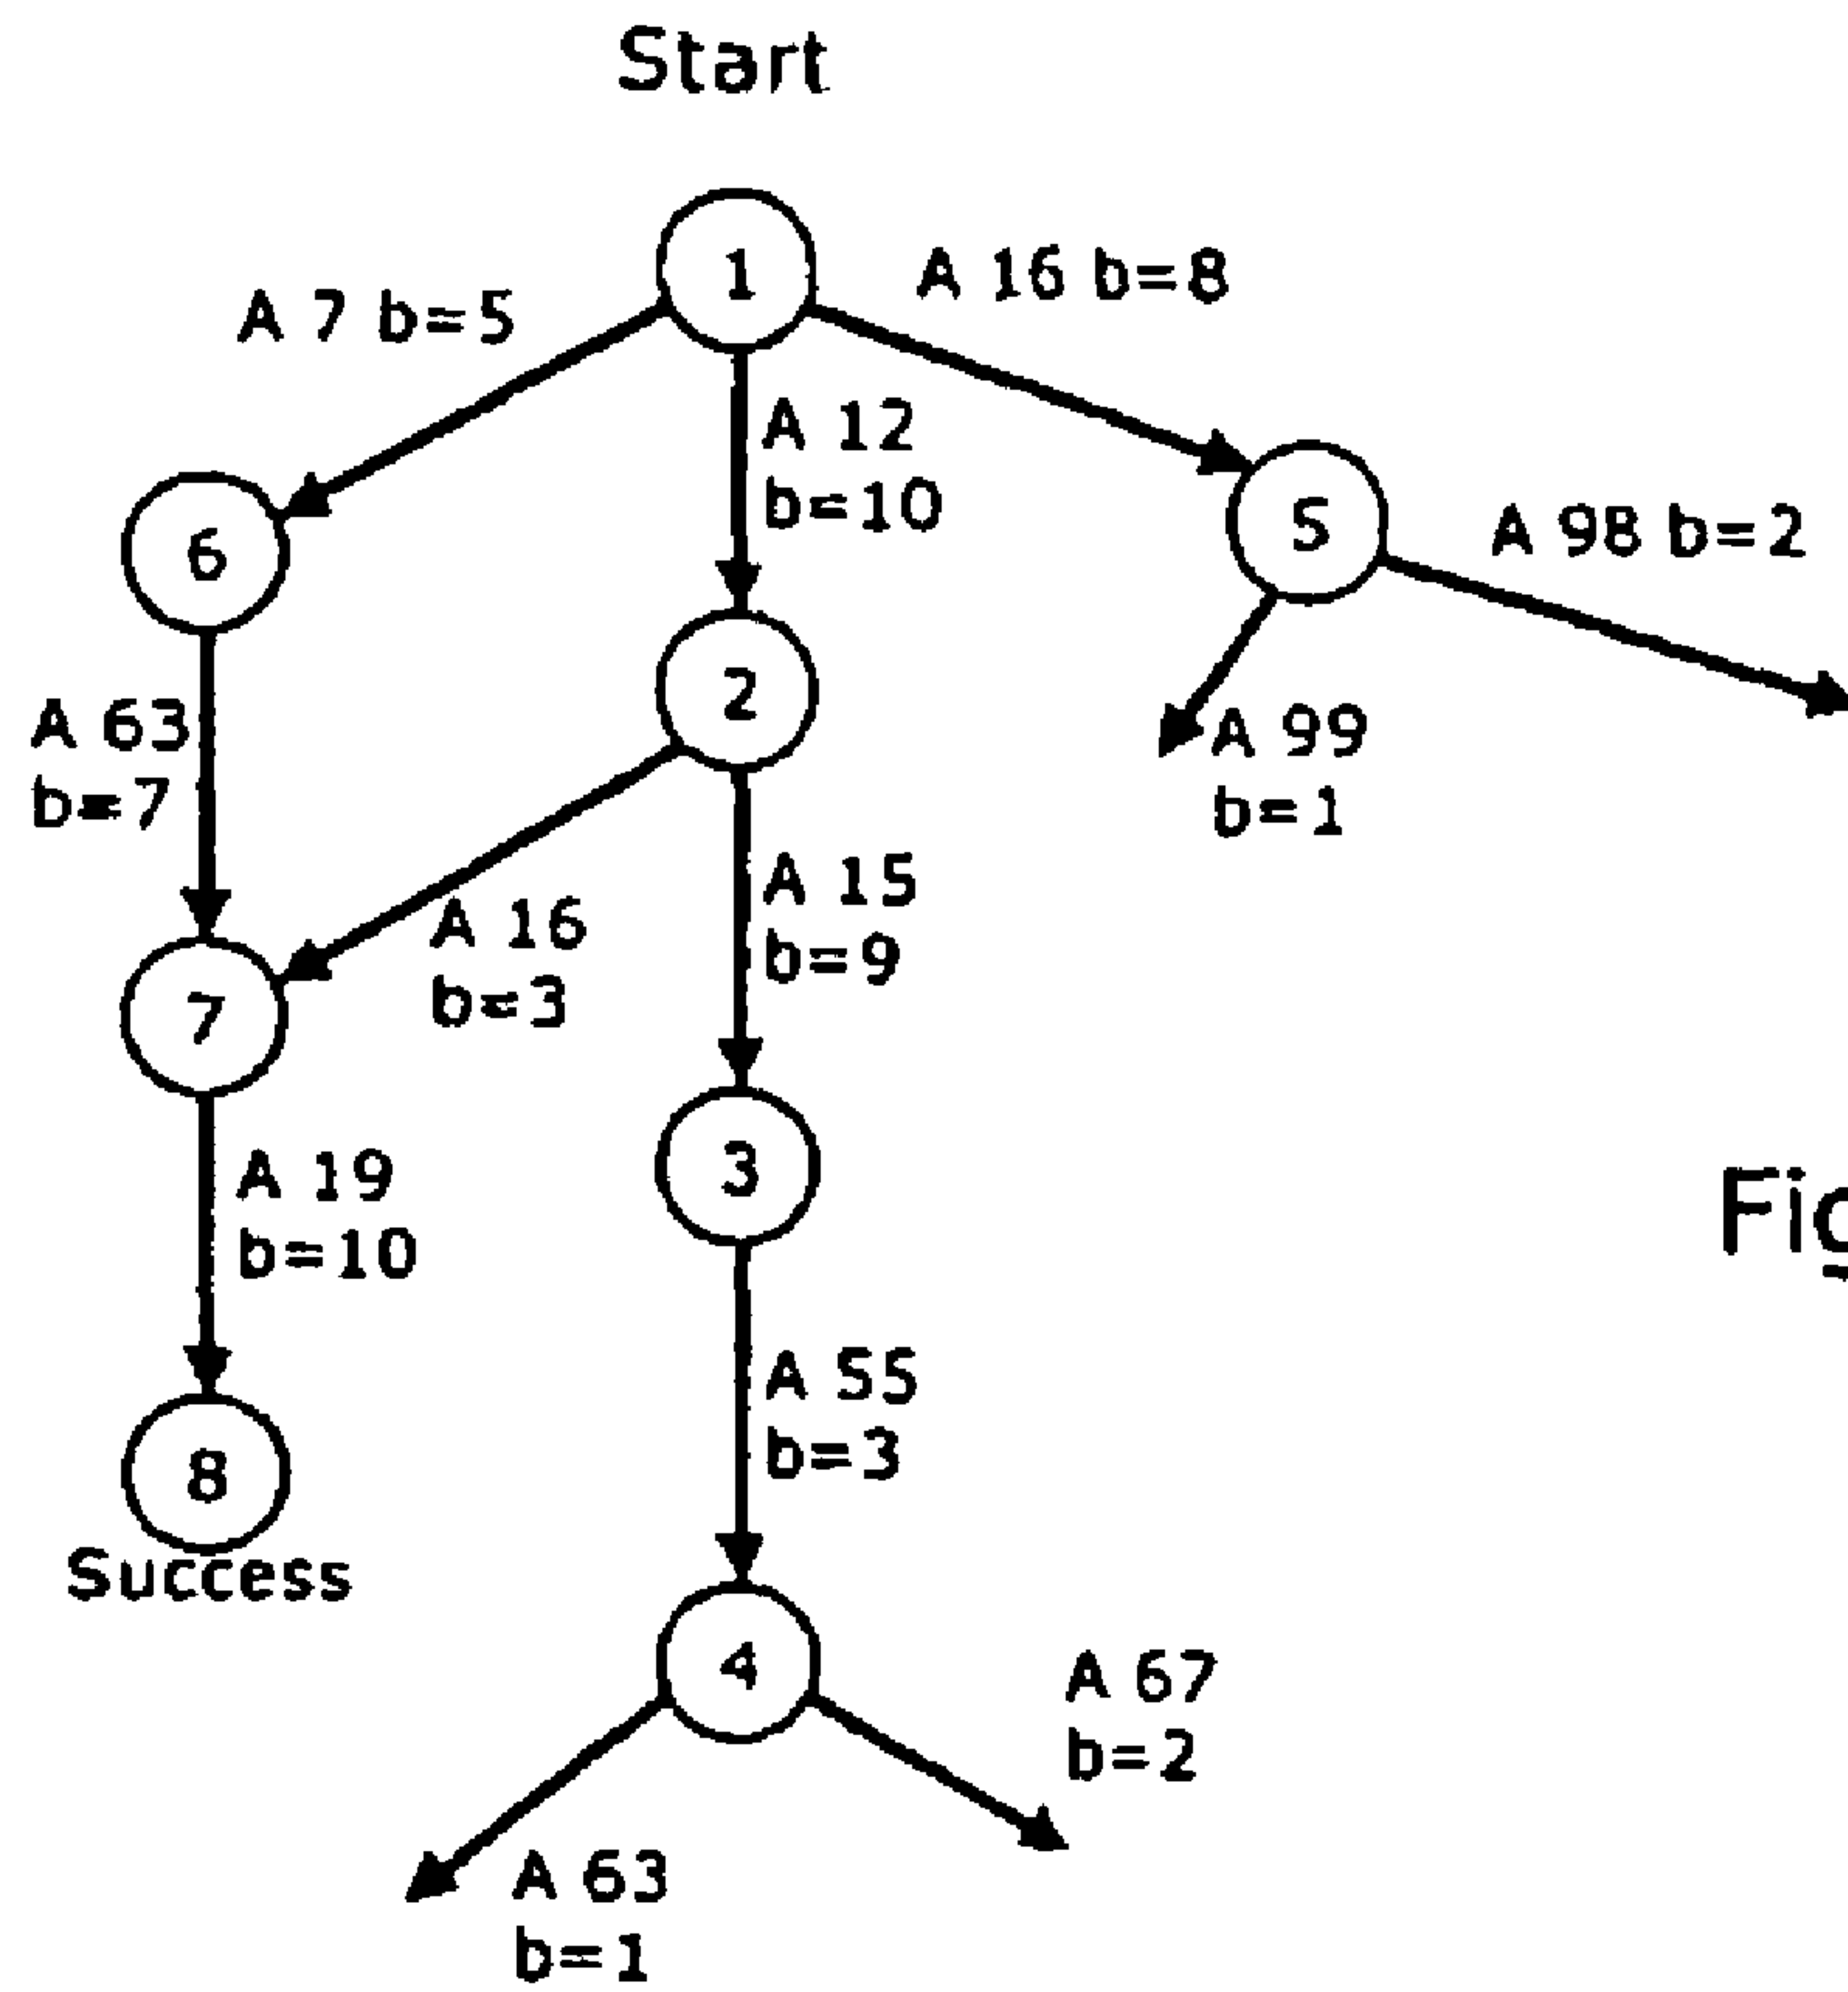 Start
1
A 16 b=8
A 7 b=5
A 12
b=10
6
5
A 98 b=2
2
A 63
b=7
A 99
b=1
A 15
b=9
A 16
b=3
7
3
A 19
b=10
Fig
A 55
b=3
8
Success
4
A 67
b=2
A 63
b=1